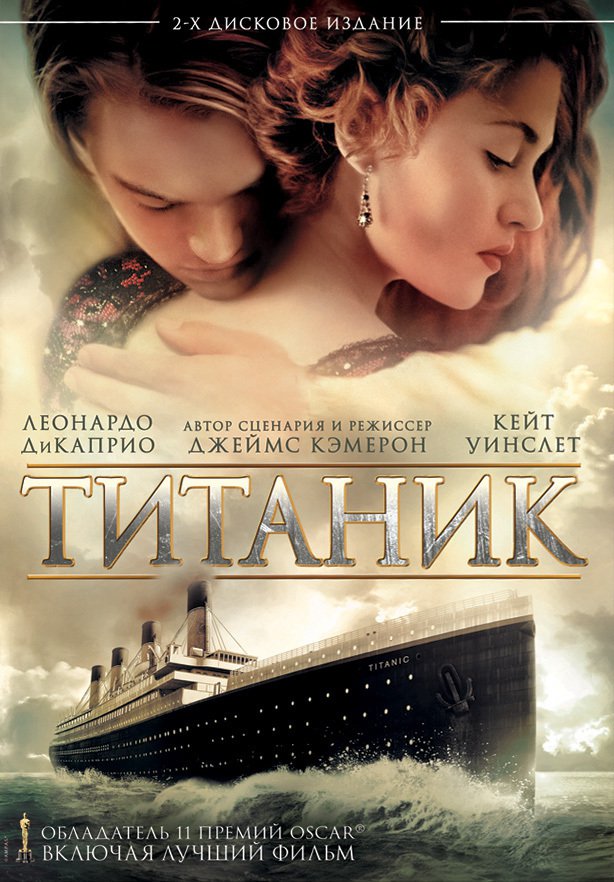 2-Х ДИСКОВОЕ ИЗДАНИЕ
ЛЕОНАРДО ДиКАПРИО
АВТОР СЦЕНАРИЯ И РЕЖИССЕР
ДЖЕЙМС КЭМЕРОН
КЕЙТ УИНСЛЕТ
ТИТАНИК
TITANIC
ОБЛАДАТЕЛЬ 11 ПРЕМИЙ OSCAR®
ВКЛЮЧАЯ ЛУЧШИЙ ФИЛЬМ